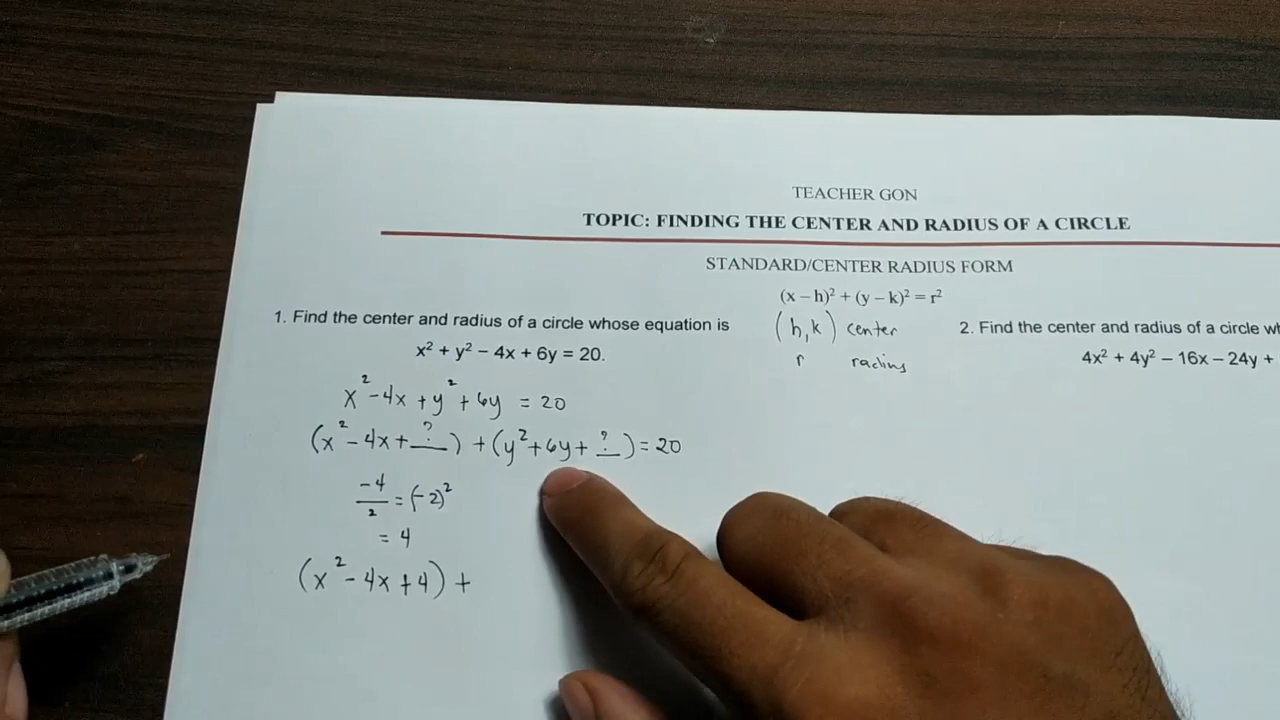 TEACHER GON
TOPIC: FINDING THE CENTER AND RADIUS OF A CIRCLE
STANDARD/CENTER RADIUS FORM
(x – h)² + (y – k)² = r²
(h,k) center
r radius
1. Find the center and radius of a circle whose equation is
x² + y² – 4x + 6y = 20.
x² - 4x + y² + 6y = 20
(x² - 4x + ?) + (y² + 6y + ?) = 20
-4/2 = (-2)²
= 4
(x² - 4x + 4) +
2. Find the center and radius of a circle
4x² + 4y² – 16x – 24y +